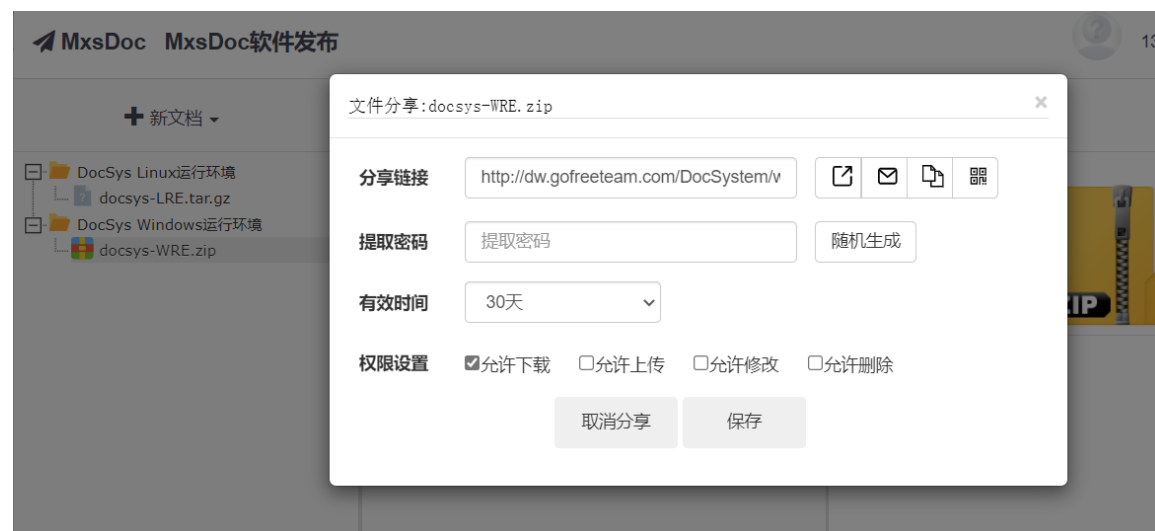 MxsDoc MxsDoc软件发布
13
文件分享:docsys-WRE.zip ×
新文档
DocSys Linux运行环境
docsys-LRE.tar.gz
DocSys Windows运行环境
docsys-WRE.zip
分享链接 http://dw.gofreeteam.com/DocSystem/w
提取密码 提取密码 随机生成
有效时间 30天
权限设置 允许下载 允许上传 允许修改 允许删除
取消分享 保存
ZIP